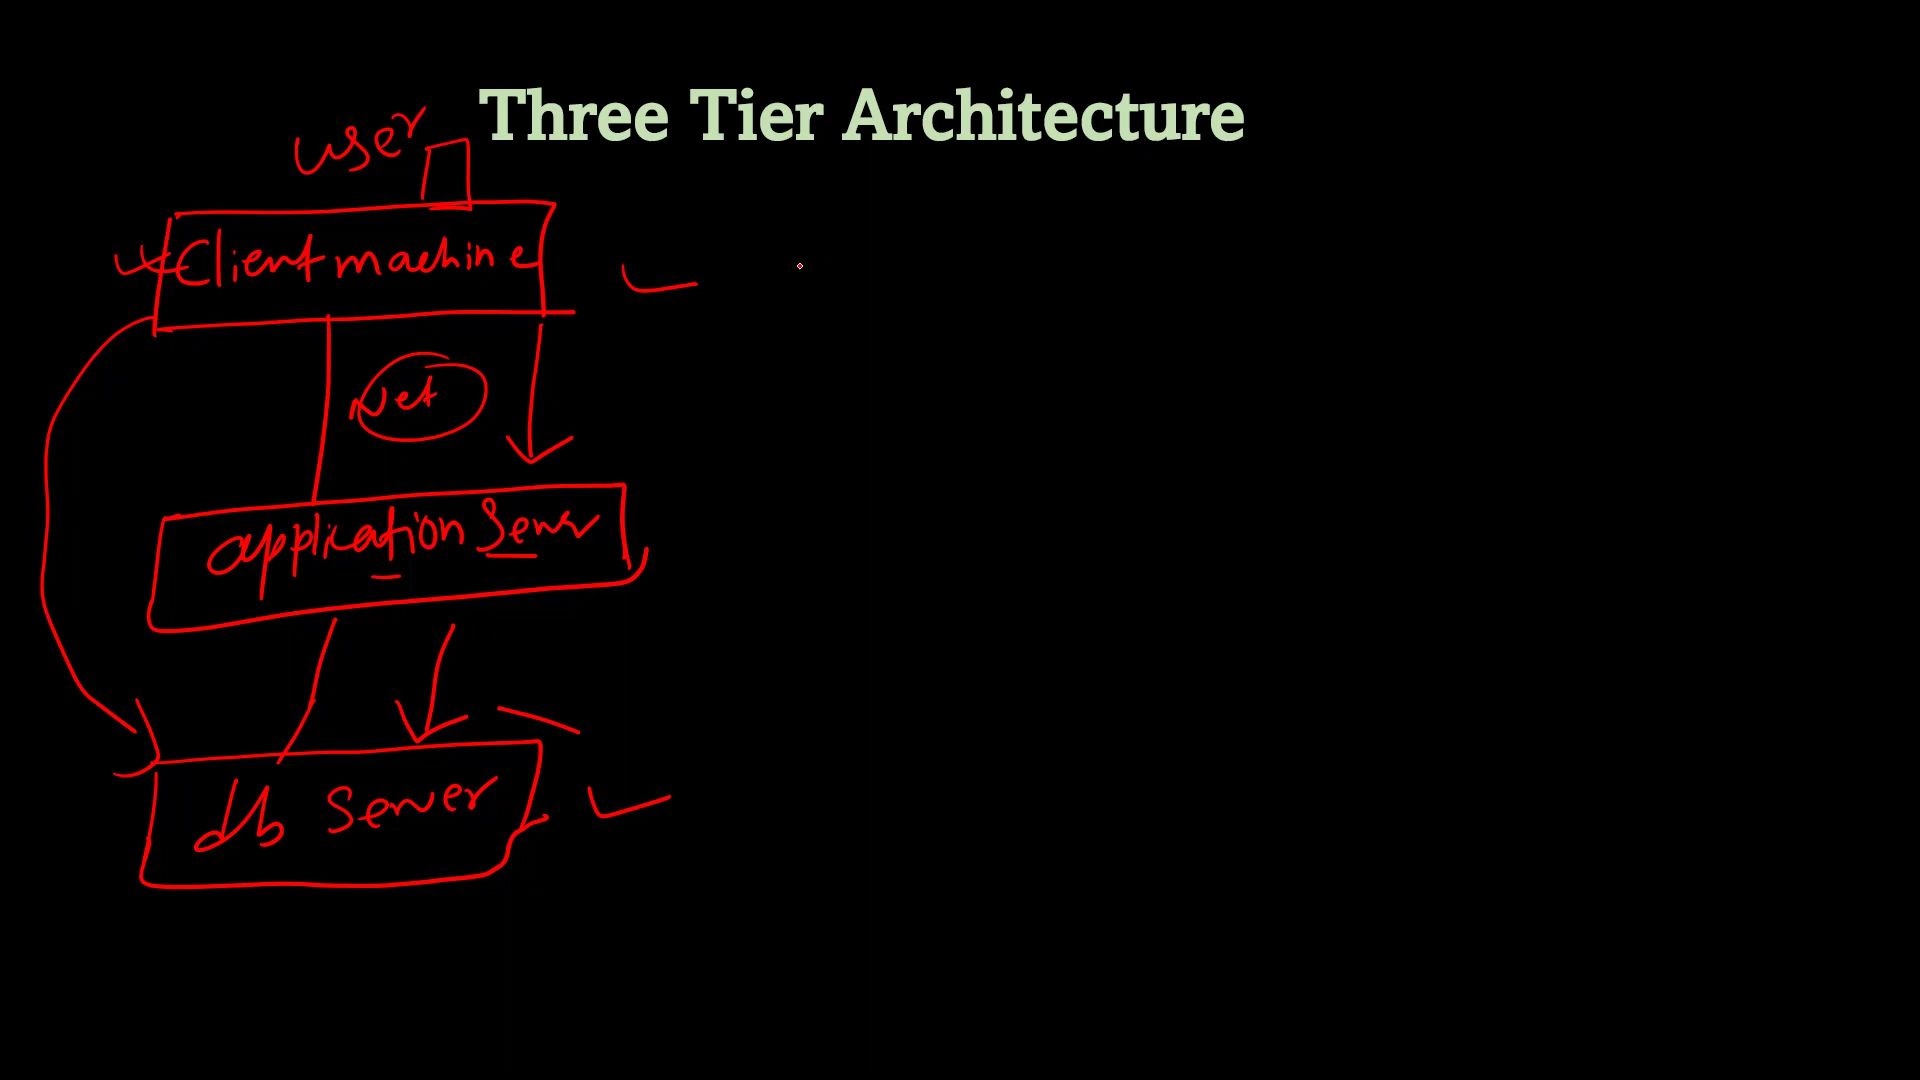 Three Tier Architecture
user
Client machine
Net
application Server
db Server